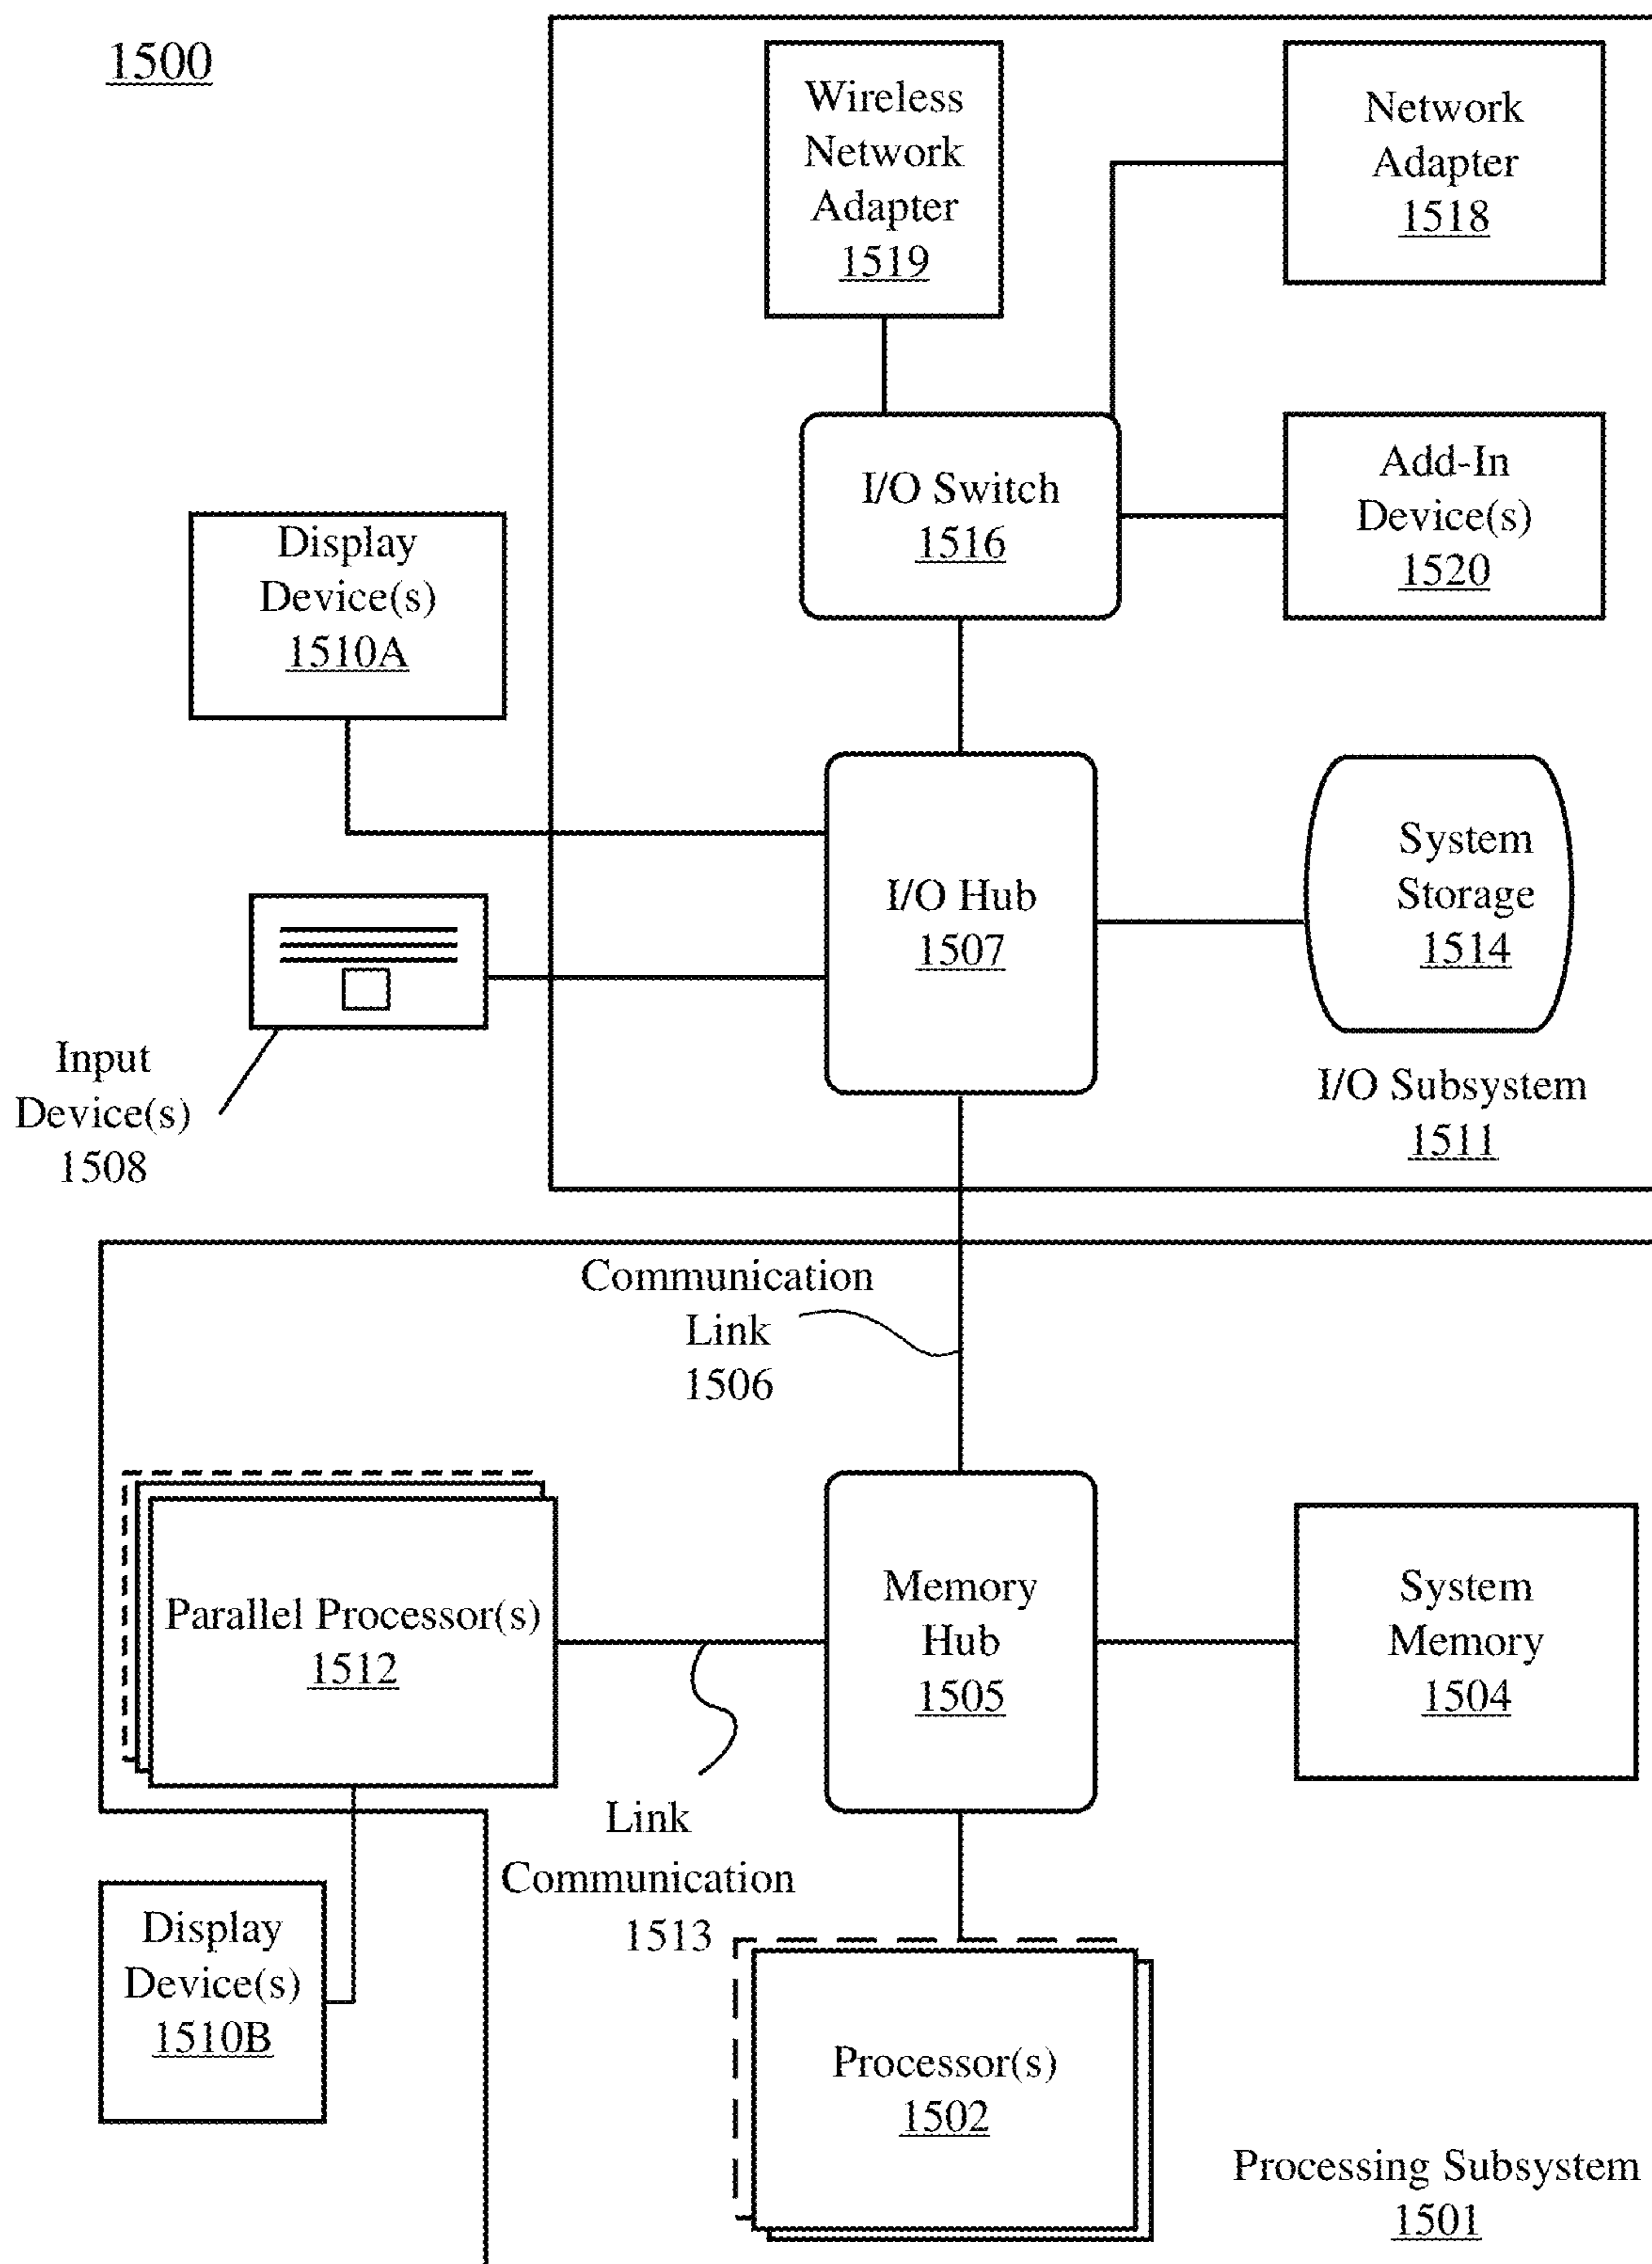 1500
Wireless
Network
Adapter
1519
Network
Adapter
1518
I/O Switch
1516
Add-In
Device(s)
1520
Display
Device(s)
1510A
I/O Hub
1507
System
Storage
1514
Input
Device(s)
1508
I/O Subsystem
1511
Communication
Link
1506
Parallel Processor(s)
1512
Memory
Hub
1505
System
Memory
1504
Link
Communication
1513
Display
Device(s)
1510B
Processor(s)
1502
Processing Subsystem
1501